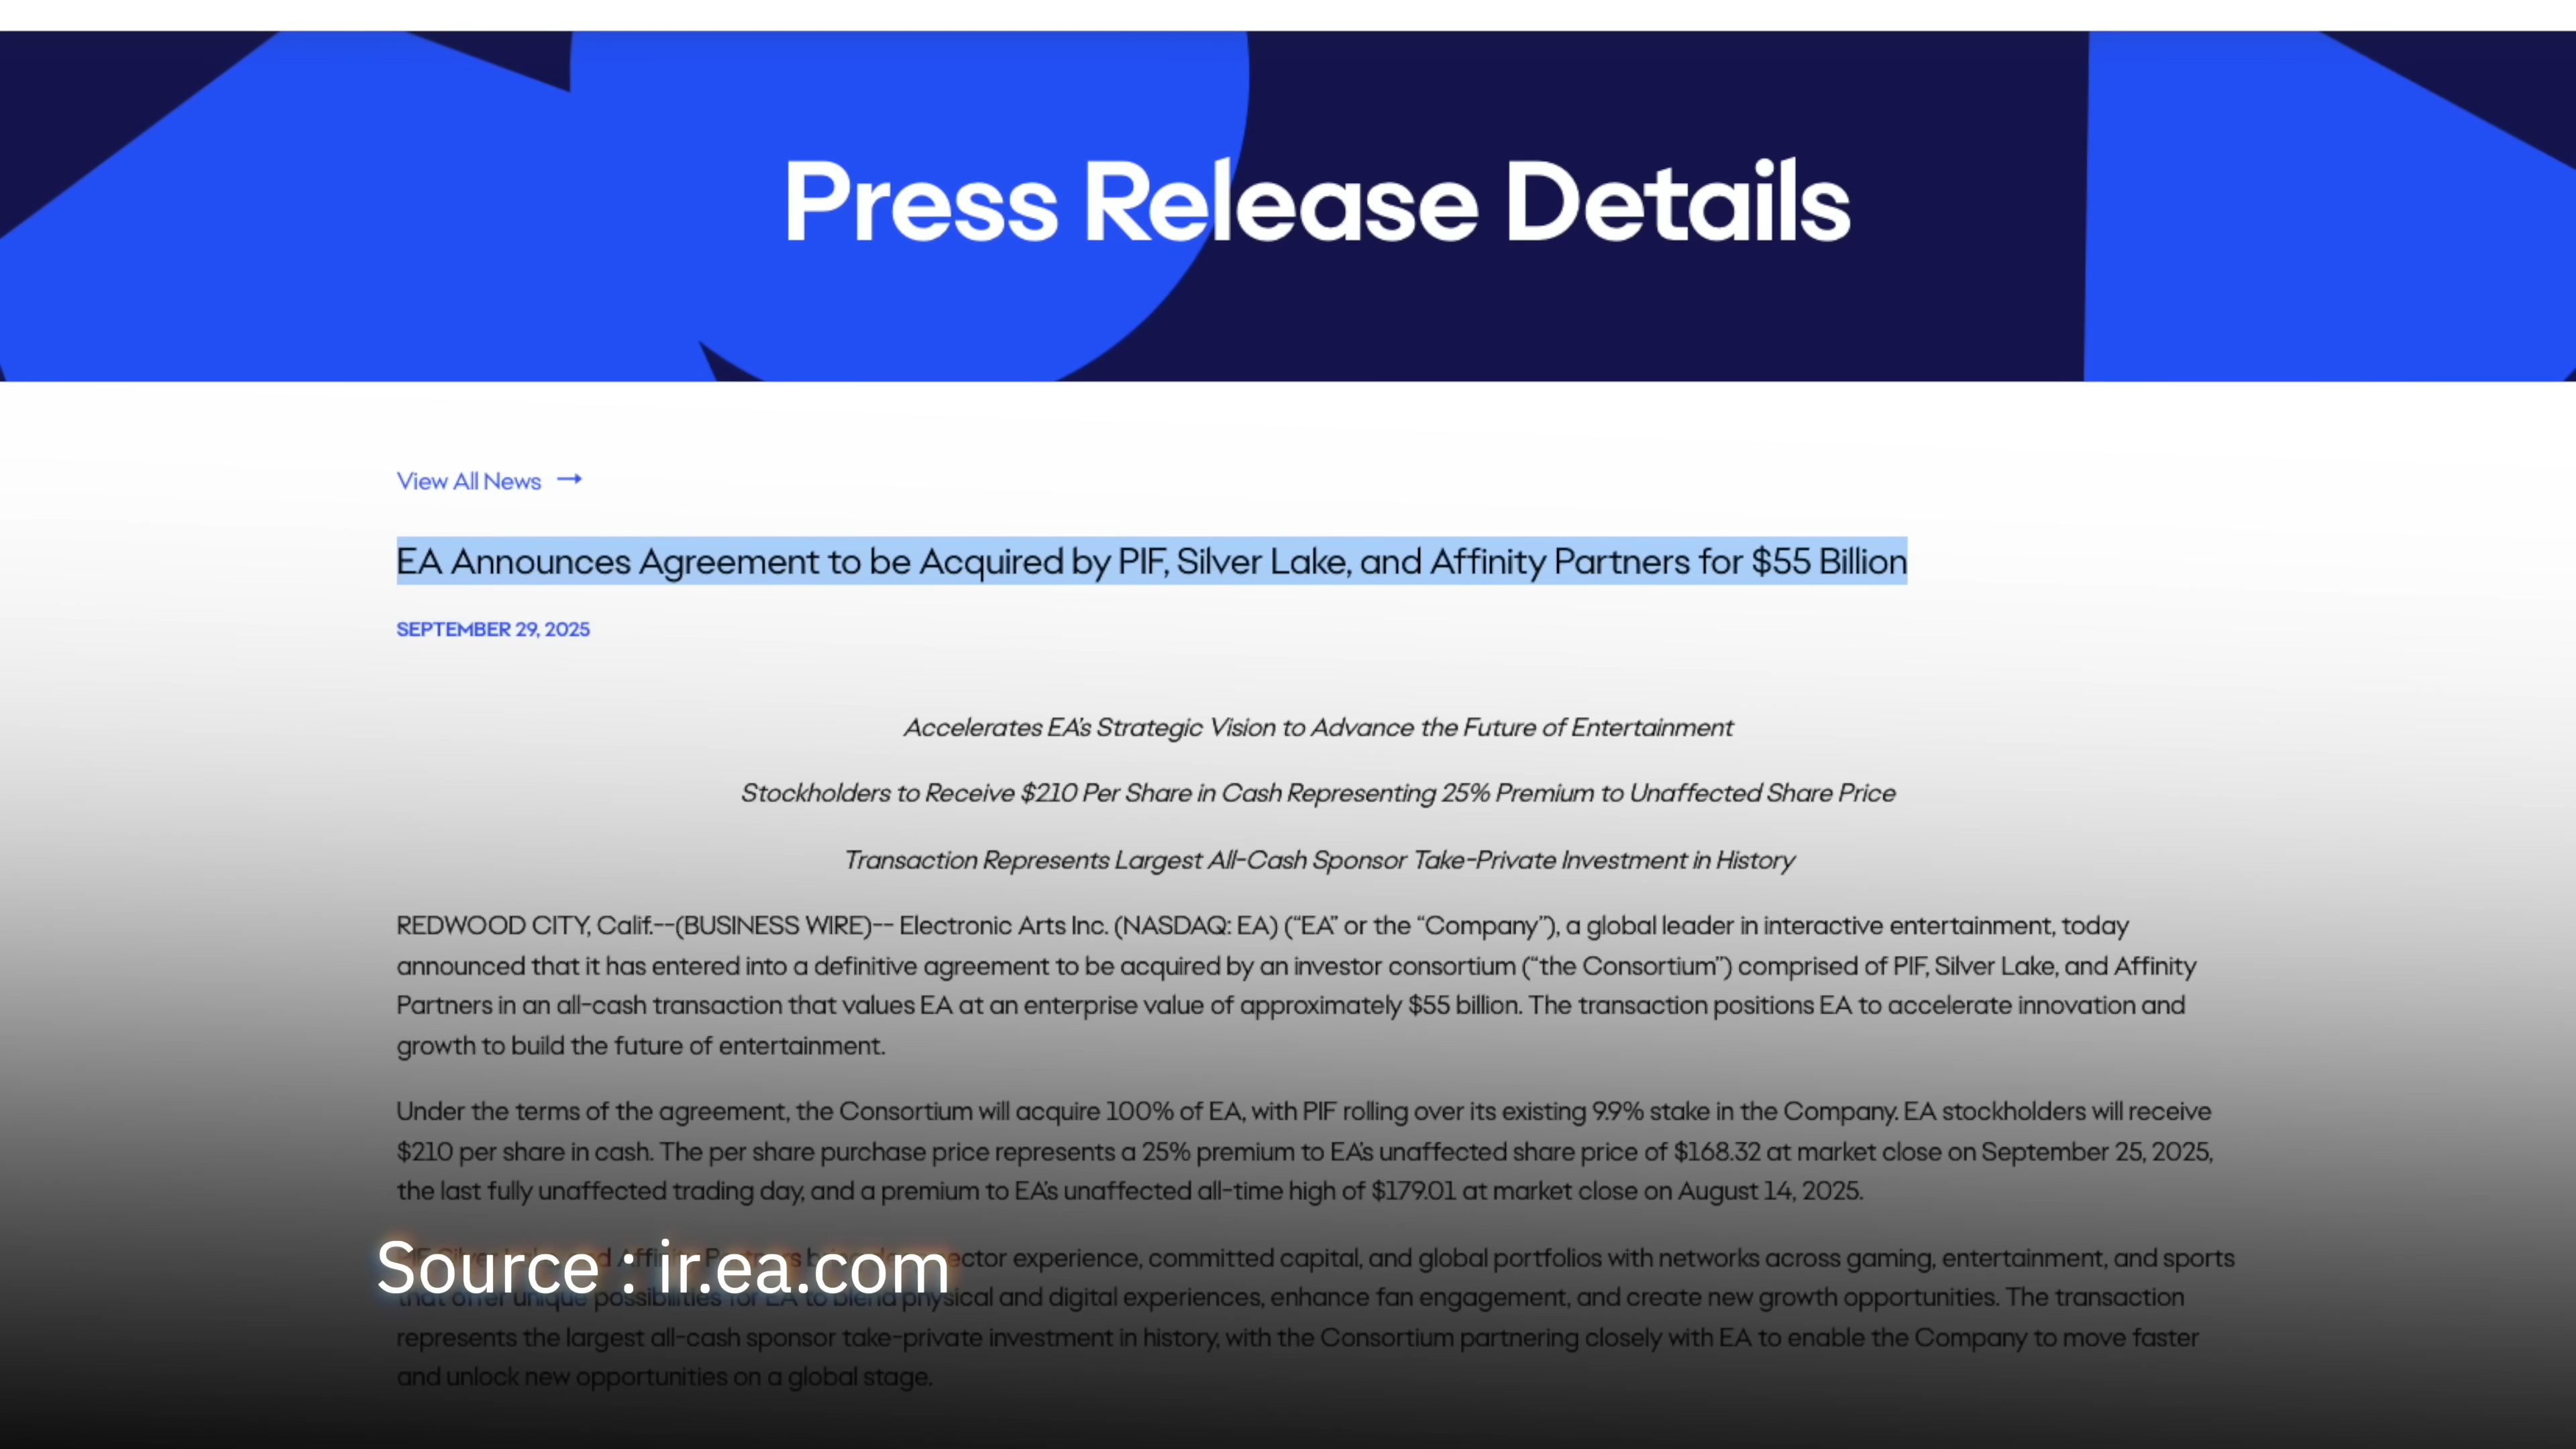 Press Release Details
View All News →
EA Announces Agreement to be Acquired by PIF, Silver Lake, and Affinity Partners for $55 Billion
SEPTEMBER 29, 2025
Accelerates EA's Strategic Vision to Advance the Future of Entertainment
Stockholders to Receive $210 Per Share in Cash Representing 25% Premium to Unaffected Share Price
Transaction Represents Largest All-Cash Sponsor Take-Private Investment in History
REDWOOD CITY, Calif.--(BUSINESS WIRE)-- Electronic Arts Inc. (NASDAQ: EA) (“EA” or the “Company”), a global leader in interactive entertainment, today
announced that it has entered into a definitive agreement to be acquired by an investor consortium (“the Consortium”) comprised of PIF, Silver Lake, and Affinity
Partners in an all-cash transaction that values EA at an enterprise value of approximately $55 billion. The transaction positions EA to accelerate innovation and
growth to build the future of entertainment.
Under the terms of the agreement, the Consortium will acquire 100% of EA, with PIF rolling over its existing 9.9% stake in the Company. EA stockholders will receive
$210 per share in cash. The per share purchase price represents a 25% premium to EA's unaffected share price of $168.32 at market close on September 25, 2025,
the last fully unaffected trading day, and a premium to EA's unaffected all-time high of $179.01 at market close on August 14, 2025.
Source : ir.ea.com
experience, committed capital, and global portfolios with networks across gaming, entertainment, and sports
that offer unique possibilities for EA to blend physical and digital experiences, enhance fan engagement, and create new growth opportunities. The transaction
represents the largest all-cash sponsor take-private investment in history, with the Consortium partnering closely with EA to enable the Company to move faster
and unlock new opportunities on a global stage.